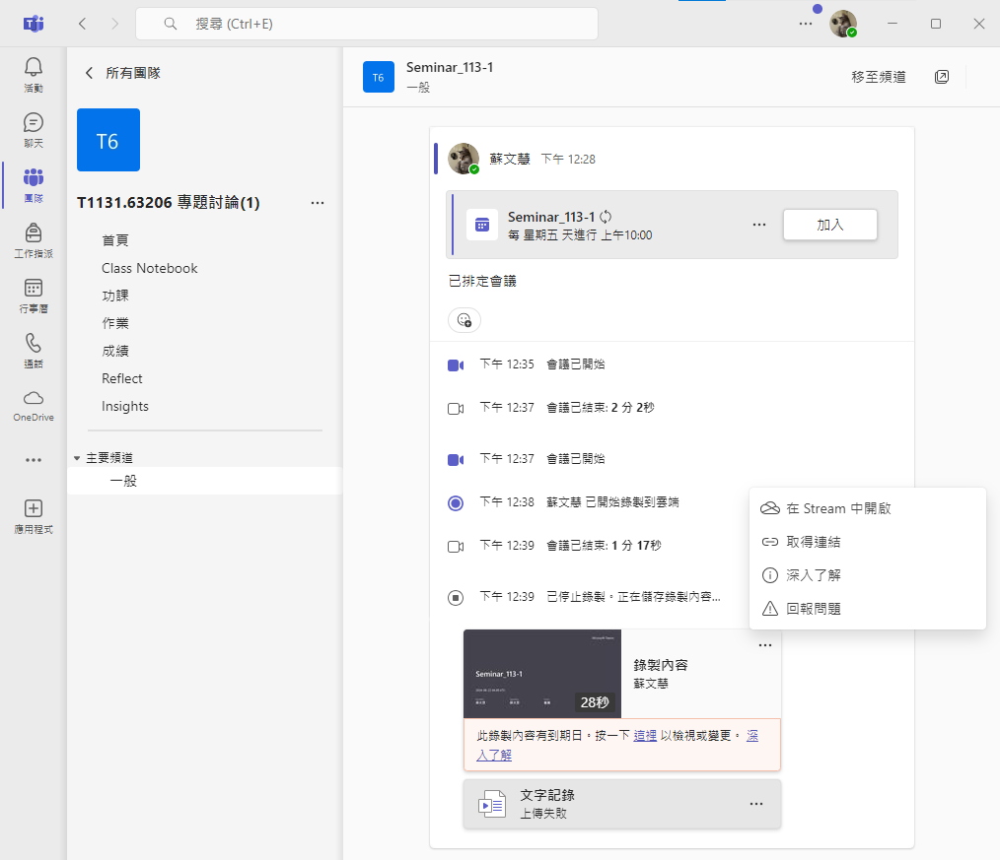 搜尋 (Ctrl+E)
活動
聊天
團隊
工作指派
行事曆
通話
OneDrive
應用程式
所有團隊
T6
T1131.63206 專題討論(1)
首頁
Class Notebook
功課
作業
成績
Reflect
Insights
主要頻道
一般
T6
Seminar_113-1
一般
移至頻道
蘇文慧 下午 12:28
Seminar_113-1
每 星期五 天進行 上午10:00
加入
已排定會議
下午 12:35 會議已開始
下午 12:37 會議已結束: 2 分 2秒
下午 12:37 會議已開始
下午 12:38 蘇文慧 已開始錄製到雲端
下午 12:39 會議已結束: 1 分 17秒
下午 12:39 已停止錄製。正在儲存錄製內容...
在 Stream 中開啟
取得連結
深入了解
回報問題
Seminar_113-1
28秒
錄製內容
蘇文慧
此錄製內容有到期日。按一下 這裡 以檢視或變更。 深
入了解
文字記錄
上傳失敗